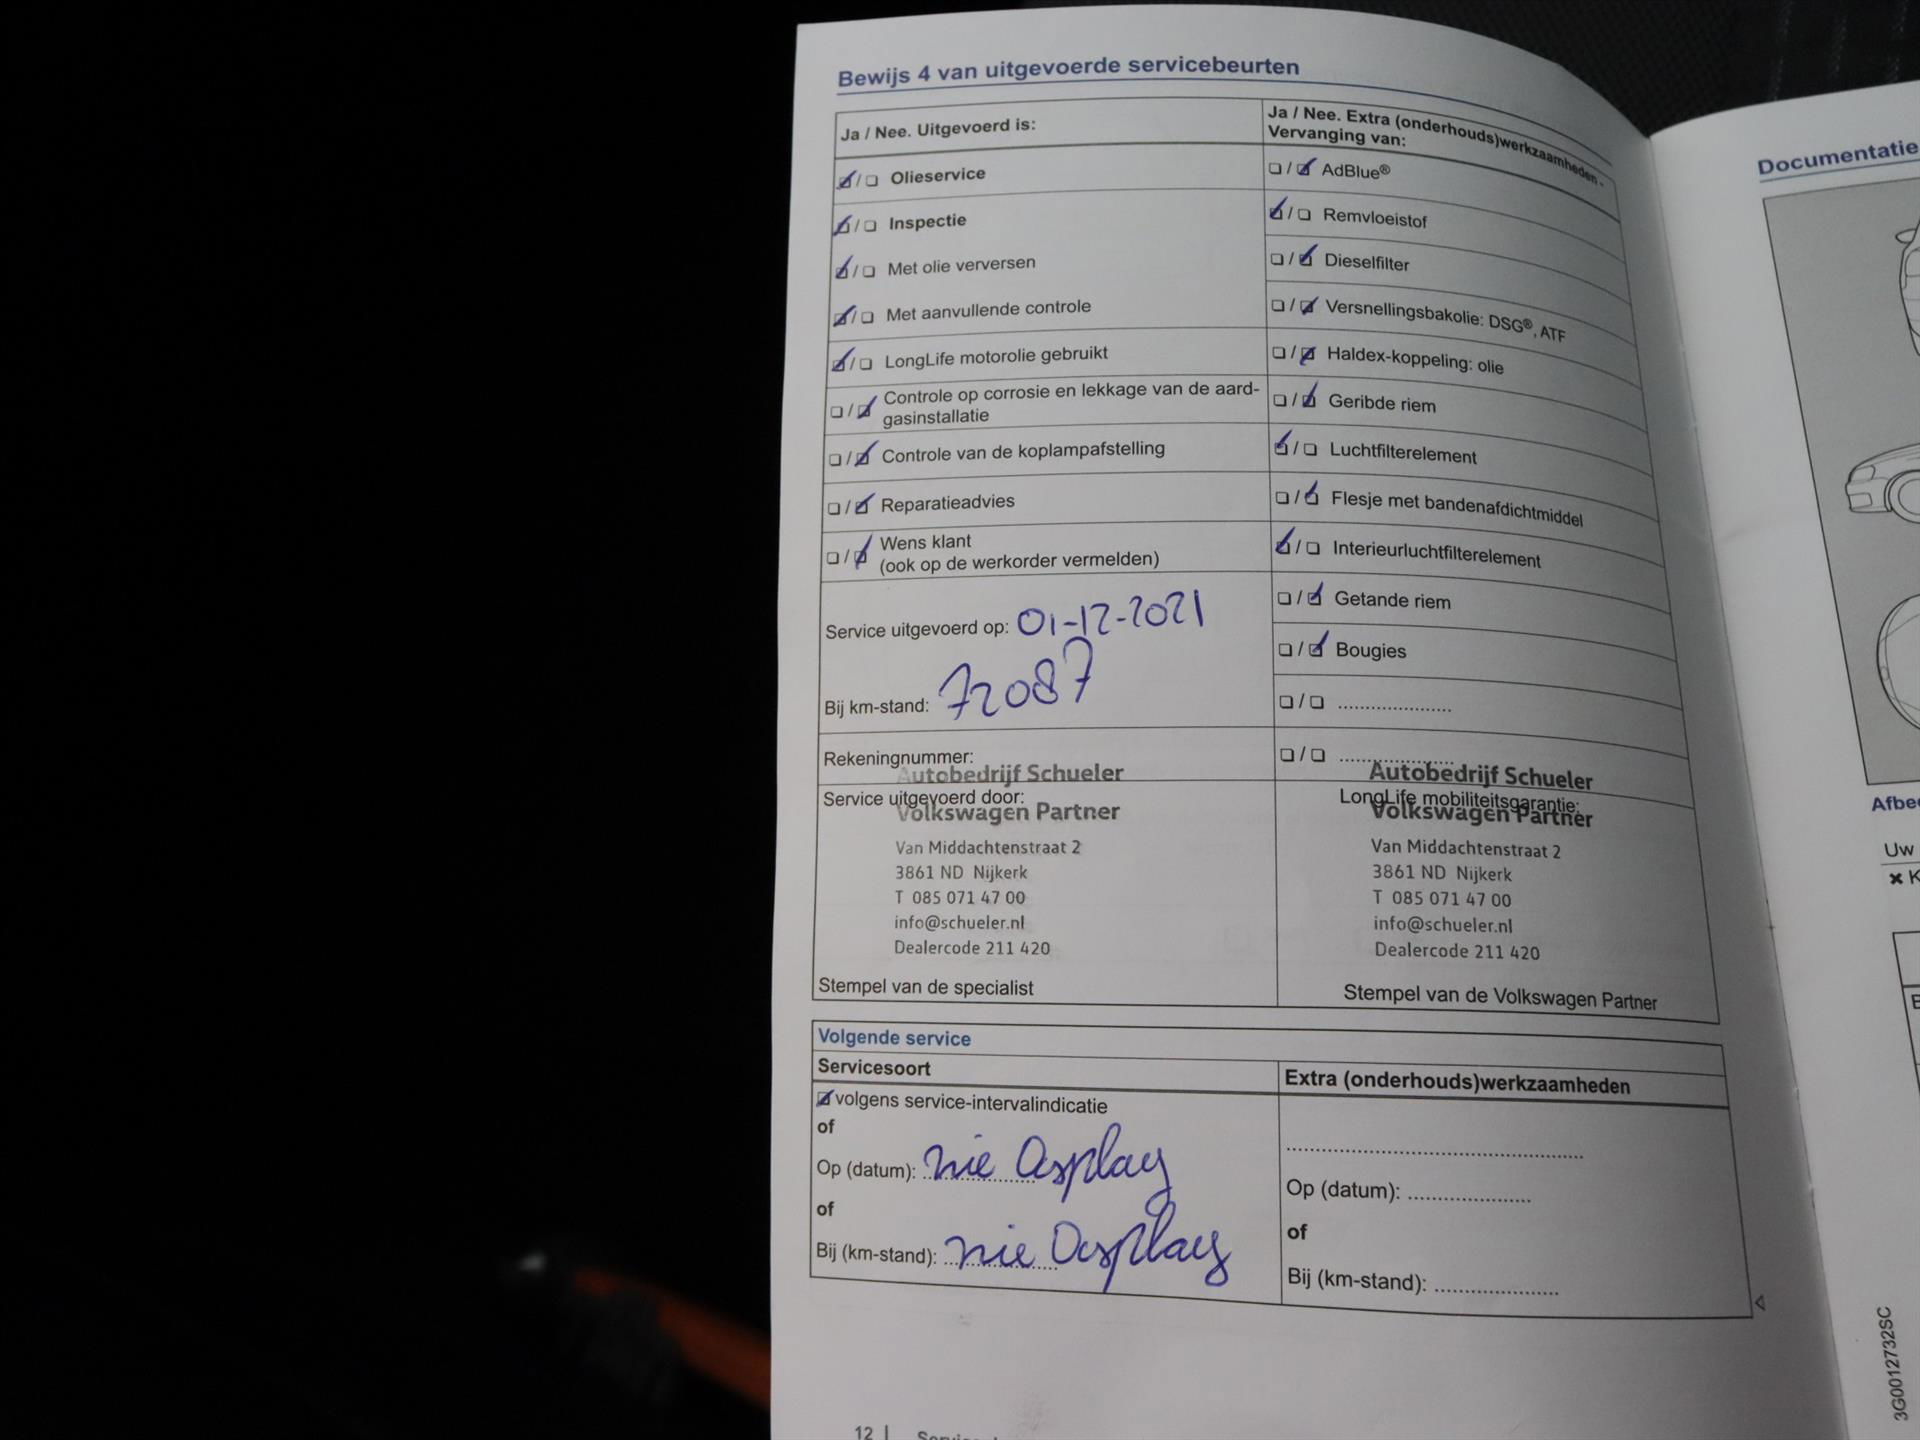 Bewijs 4 van uitgevoerde servicebeurten
Ja / Nee. Uitgevoerd is:
☑/☐ Olieservice
☑/☐ Inspectie
☑/☐ Met olie verversen
☑/☐ Met aanvullende controle
☑/☐ LongLife motorolie gebruikt
☐/☑ Controle op corrosie en lekkage van de aard-
gasinstallatie
☐/☑ Controle van de koplampafstelling
☐/☑ Reparatieadvies
☐/☑ Wens klant
(ook op de werkorder vermelden)
Service uitgevoerd op: 01-12-2021
Bij km-stand: 72087
Rekeningnummer:
Service uitgevoerd door:
Autobedrijf Schueler
Volkswagen Partner
Van Middachtenstraat 2
3861 ND Nijkerk
T 085 071 47 00
info@schueler.nl
Dealercode 211 420
Stempel van de specialist
Ja / Nee. Extra (onderhouds)werkzaamheden -
Vervanging van:
☐/☑ AdBlue®
☑/☐ Remvloeistof
☐/☑ Dieselfilter
☐/☑ Versnellingsbakolie: DSG®, ATF
☐/☑ Haldex-koppeling: olie
☐/☑ Geribde riem
☑/☐ Luchtfilterelement
☐/☑ Flesje met bandenafdichtmiddel
☑/☐ Interieurluchtfilterelement
☐/☑ Getande riem
☐/☑ Bougies
☐/☐ .....................
☐/☐ .....................
LongLife mobiliteitsgarantie:
Autobedrijf Schueler
Volkswagen Partner
Van Middachtenstraat 2
3861 ND Nijkerk
T 085 071 47 00
info@schueler.nl
Dealercode 211 420
Stempel van de Volkswagen Partner
Volgende service
Servicesoort
☑ volgens service-intervalindicatie
of
Op (datum): zie Display
of
Bij (km-stand): zie Display
Extra (onderhouds)werkzaamheden
.....................
Op (datum): .....................
of
Bij (km-stand): .....................
12 |
Documentatie
Uw
3G0012732SC